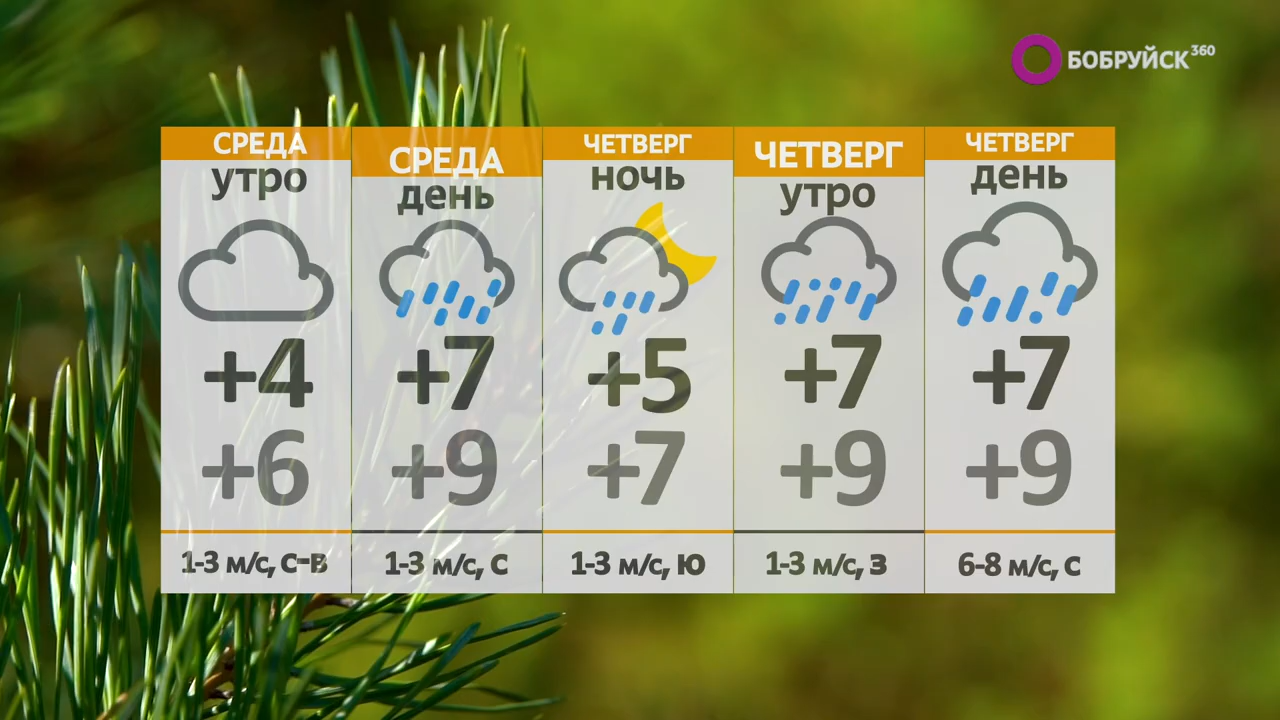 БОБРУЙСК360
СРЕДА
утро
+4
+6
1-3 м/с, с-в
СРЕДА
день
+7
+9
1-3 м/с, с
ЧЕТВЕРГ
ночь
+5
+7
1-3 м/с, ю
ЧЕТВЕРГ
утро
+7
+9
1-3 м/с, з
ЧЕТВЕРГ
день
+7
+9
6-8 м/с, с